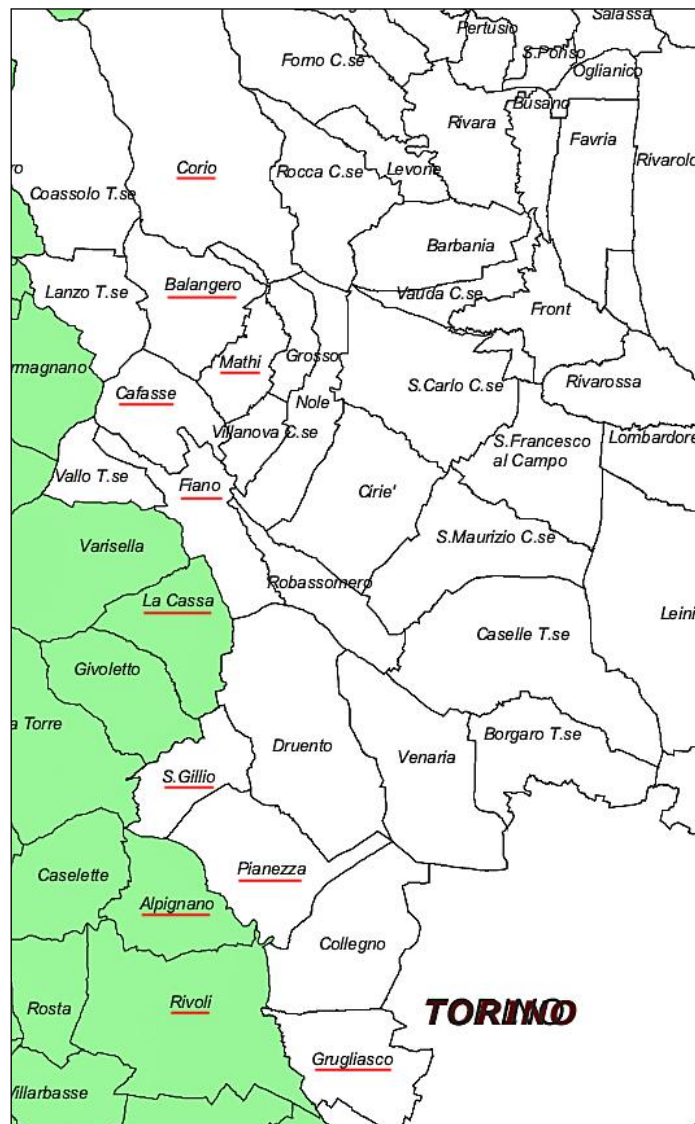 Salassa
Pertusio
S.Ponso
Forno C.se
Oglianico
Busano
Rivara
Favria
Rivarolo
Corio
Rocca C.se
Levone
Coassolo T.se
Barbania
Balangero
Lanzo T.se
Vauda C.se
Front
Grosso
Mathi
rmagnano
Rivarossa
S.Carlo C.se
Cafasse
Nole
Villanova C.se
S.Francesco
al Campo
Lombardore
Vallo T.se
Fiano
Cirie'
S.Maurizio C.se
Varisella
Robassomero
La Cassa
Leini
Caselle T.se
Givoletto
a Torre
Druento
Venaria
Borgaro T.se
S.Gillio
Pianezza
Caselette
Alpignano
Collegno
Rosta
Rivoli
TORINO
Grugliasco
Villarbasse